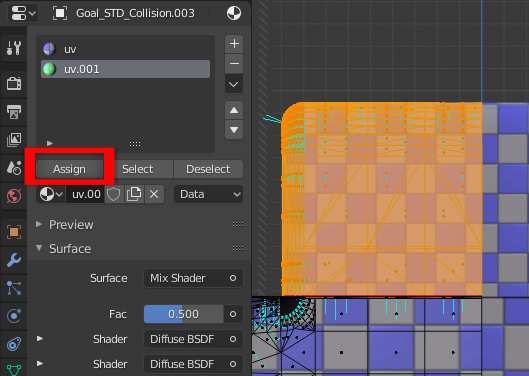 Goal_STD_Collision.003
uv
uv.001
Assign Select Deselect
uv.00 Data
Preview
Surface
Surface Mix Shader
Fac 0.500
Shader Diffuse BSDF
Shader Diffuse BSDF